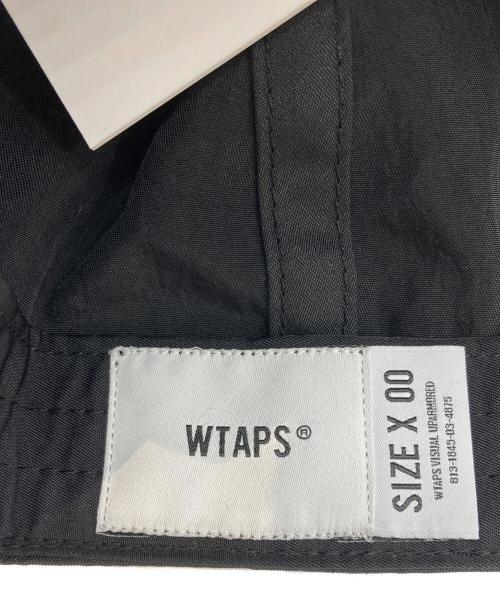 WTAPS®
SIZE X 00
WTAPS VISUAL UPARMORED
813-1845-03-4875